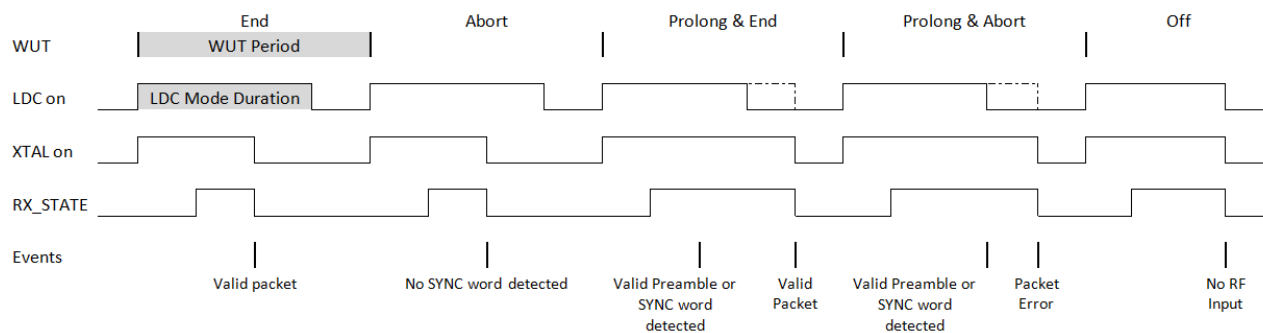 End Abort Prolong & End Prolong & Abort Off
WUT WUT Period
LDC on LDC Mode Duration
XTAL on
RX_STATE
Events
Valid packet No SYNC word detected Valid Preamble or Valid Valid Preamble or Packet No RF
SYNC word Packet SYNC word Error Input
detected detected